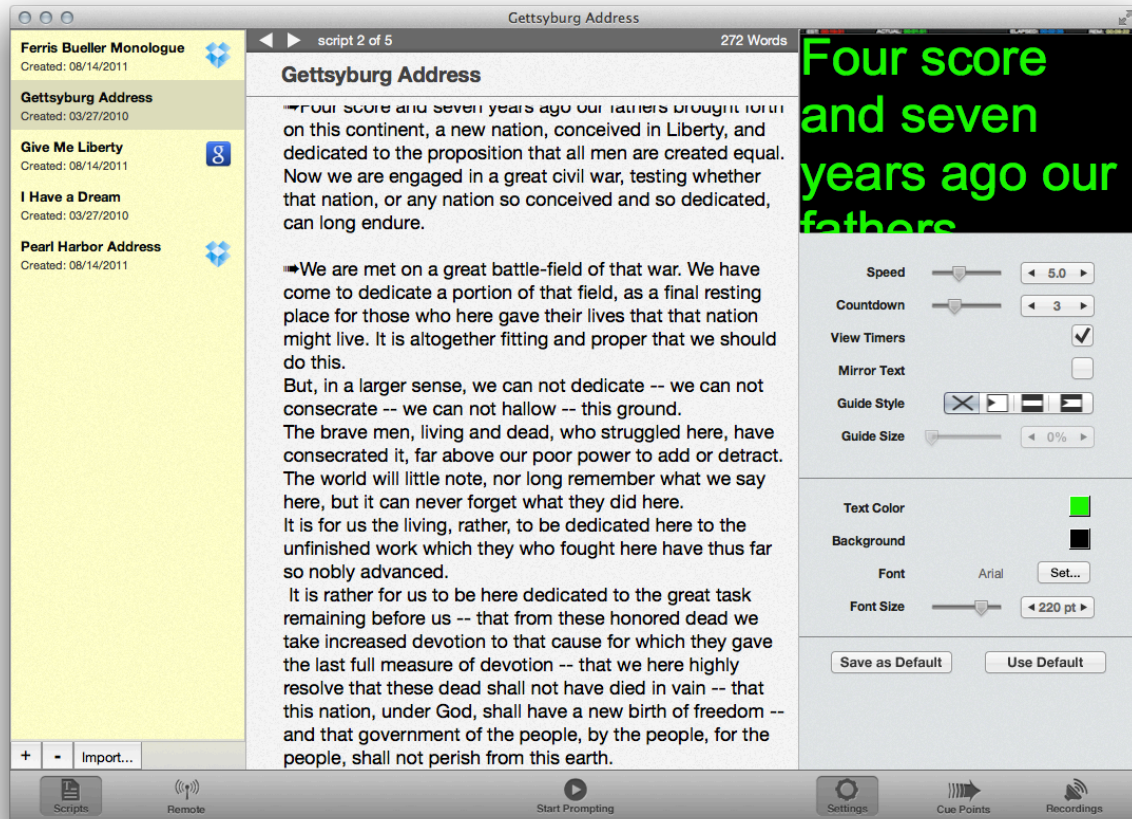 Gettsyburg Address
Ferris Bueller Monologue
Created: 08/14/2011
Gettsyburg Address
Created: 03/27/2010
Give Me Liberty
Created: 08/14/2011
8
I Have a Dream
Created: 03/27/2010
Pearl Harbor Address
Created: 08/14/2011
+ - Import...
script 2 of 5 272 Words
Gettsyburg Address
Four score and seven years ago our fathers brought forth
on this continent, a new nation, conceived in Liberty, and
dedicated to the proposition that all men are created equal.
Now we are engaged in a great civil war, testing whether
that nation, or any nation so conceived and so dedicated,
can long endure.
We are met on a great battle-field of that war. We have
come to dedicate a portion of that field, as a final resting
place for those who here gave their lives that that nation
might live. It is altogether fitting and proper that we should
do this.
But, in a larger sense, we can not dedicate -- we can not
consecrate -- we can not hallow -- this ground.
The brave men, living and dead, who struggled here, have
consecrated it, far above our poor power to add or detract.
The world will little note, nor long remember what we say
here, but it can never forget what they did here.
It is for us the living, rather, to be dedicated here to the
unfinished work which they who fought here have thus far
so nobly advanced.
It is rather for us to be here dedicated to the great task
remaining before us -- that from these honored dead we
take increased devotion to that cause for which they gave
the last full measure of devotion -- that we here highly
resolve that these dead shall not have died in vain -- that
this nation, under God, shall have a new birth of freedom --
and that government of the people, by the people, for the
people, shall not perish from this earth.
Four score
and seven
years ago our
fathers
Speed 5.0
Countdown 3
View Timers
Mirror Text
Guide Style
Guide Size 0%
Text Color
Background
Font Arial Set...
Font Size 220 pt
Save as Default Use Default
Scripts Remote Start Prompting Settings Cue Points Recordings